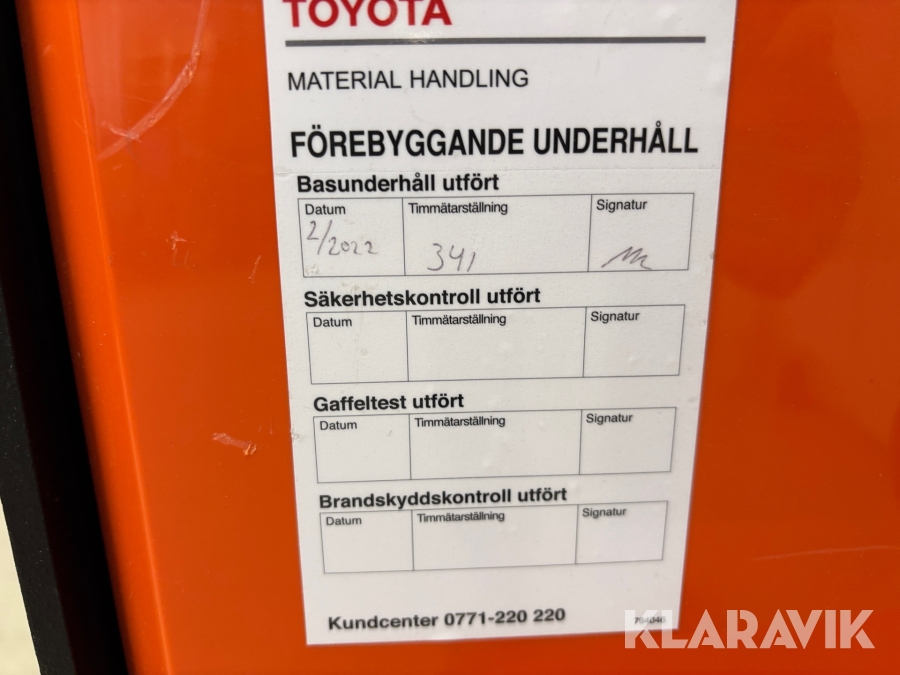 TOYOTA
MATERIAL HANDLING
FÖREBYGGANDE UNDERHÅLL
Basunderhåll utfört
Datum Timmätarställning Signatur
2/2022 341
Säkerhetskontroll utfört
Datum Timmätarställning Signatur
Gaffeltest utfört
Datum Timmätarställning Signatur
Brandskyddskontroll utfört
Datum Timmätarställning Signatur
Kundcenter 0771-220 220
KLARAVIK